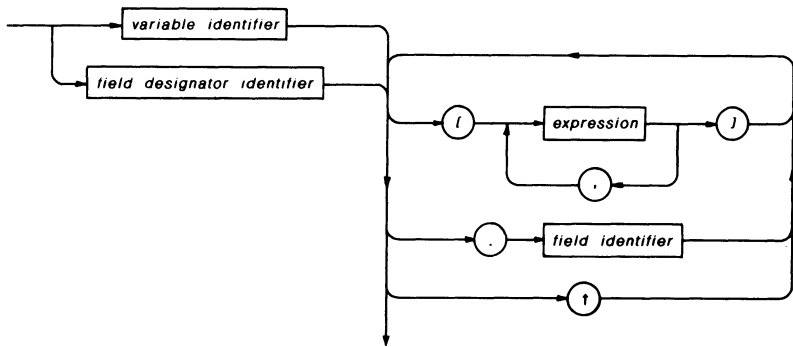 variable identifier
field designator identifier
[ expression ]
,
. field identifier
↑